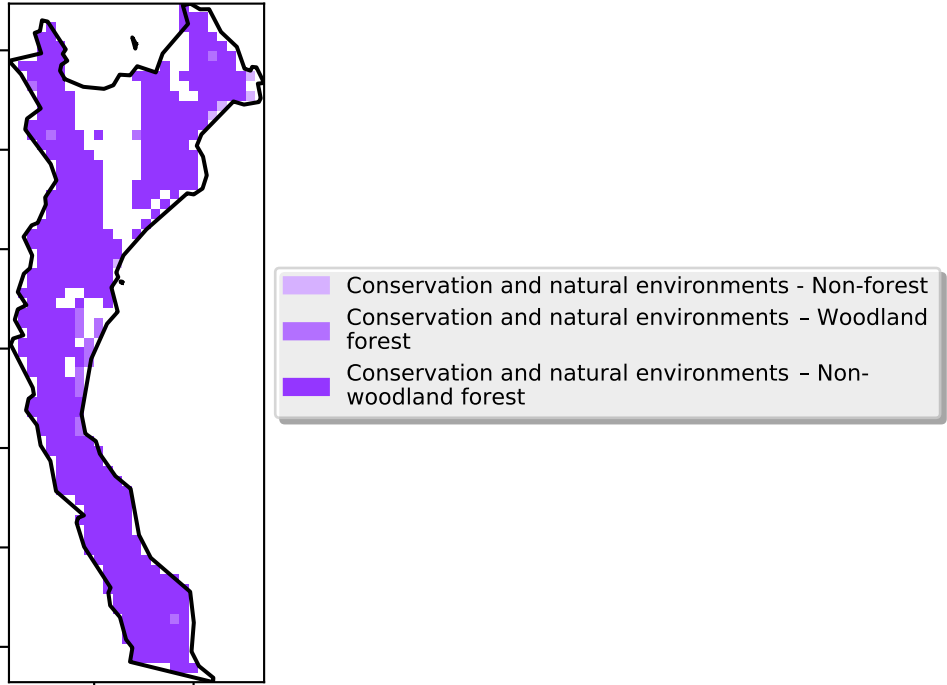 Conservation and natural environments - Non-forest
Conservation and natural environments – Woodland
forest
Conservation and natural environments – Non-
woodland forest